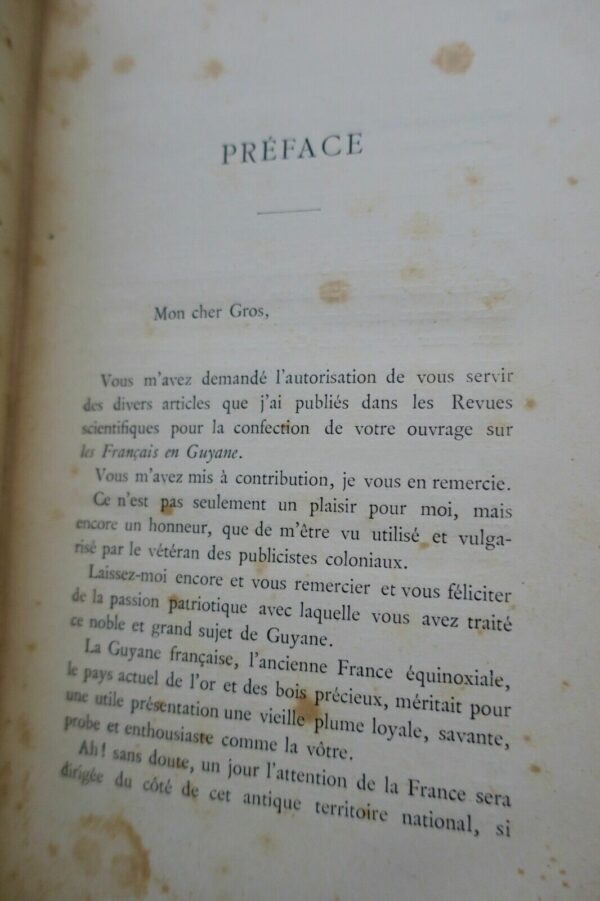 PRÉFACE
Mon cher Gros,
Vous m'avez demandé l'autorisation de vous servir
des divers articles que j'ai publiés dans les Revues
scientifiques pour la confection de votre ouvrage sur
les Français en Guyane.
Vous m'avez mis à contribution, je vous en remercie.
Ce n'est pas seulement un plaisir pour moi, mais
encore un honneur, que de m'être vu utilisé et vulga-
risé par le vétéran des publicistes coloniaux.
Laissez-moi encore et vous remercier et vous féliciter
de la passion patriotique avec laquelle vous avez traité
ce noble et grand sujet de Guyane.
La Guyane française, l'ancienne France équinoxiale,
le pays actuel de l'or et des bois précieux, méritait pour
une utile présentation une vieille plume loyale, savante,
probe et enthousiaste comme la vôtre.
Ah! sans doute, un jour l'attention de la France sera
dirigée du côté de cet antique territoire national, si